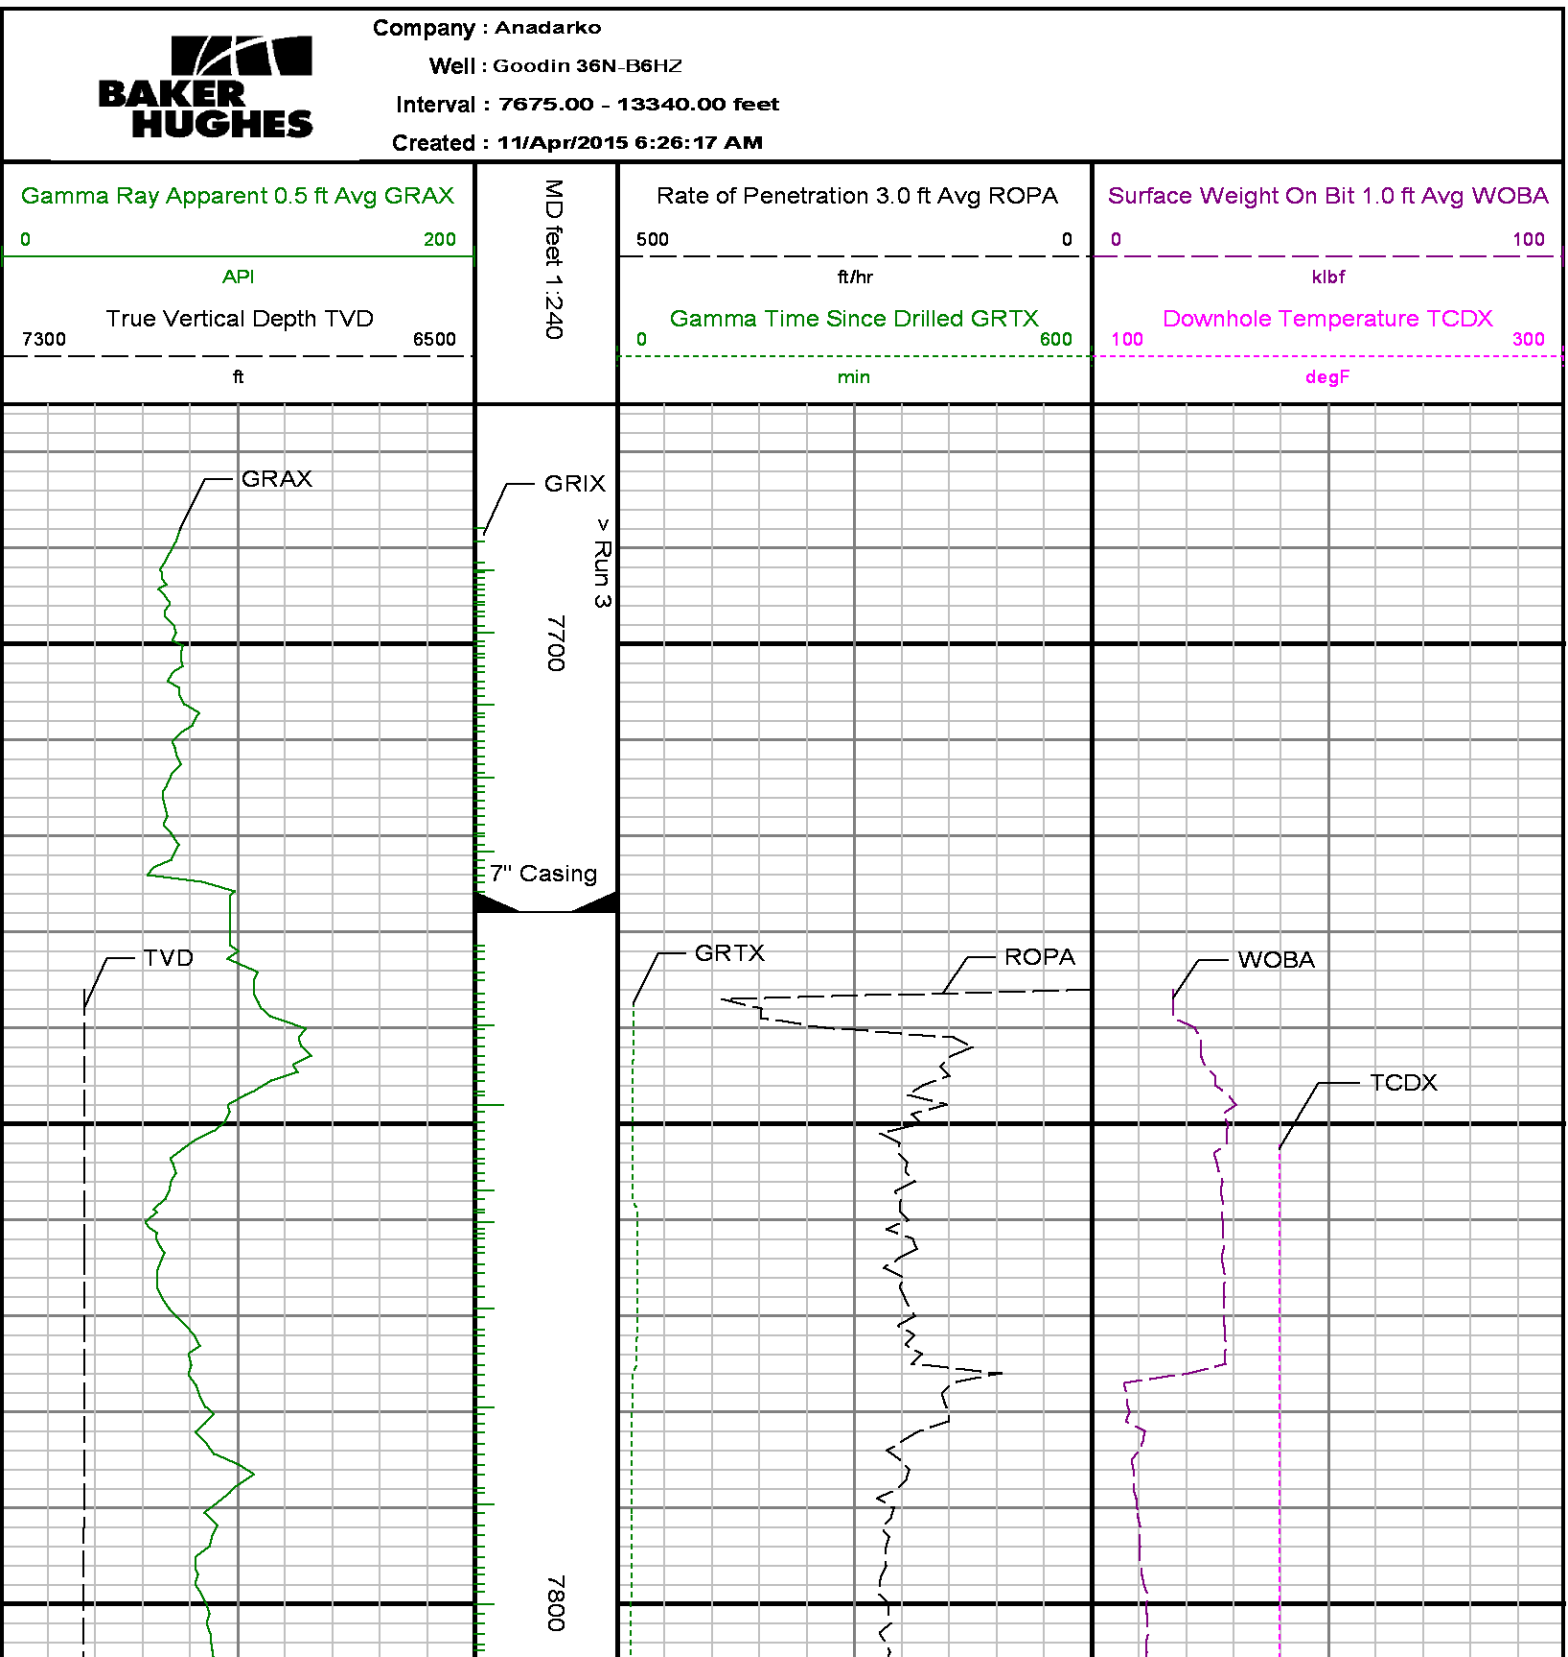 BAKER
HUGHES
Company : Anadarko
Well : Goodin 36N-B6HZ
Interval : 7675.00 - 13340.00 feet
Created : 11/Apr/2015 6:26:17 AM
Gamma Ray Apparent 0.5 ft Avg GRAX
0 200
API
True Vertical Depth TVD
7300 6500
ft
MD feet 1:240
Rate of Penetration 3.0 ft Avg ROPA
500 0
ft/hr
Gamma Time Since Drilled GRTX
0 600
min
Surface Weight On Bit 1.0 ft Avg WOBA
0 100
klbf
Downhole Temperature TCDX
100 300
degF
GRAX
GRIX
> Run 3
7700
7" Casing
TVD
GRTX
ROPA
WOBA
TCDX
7800